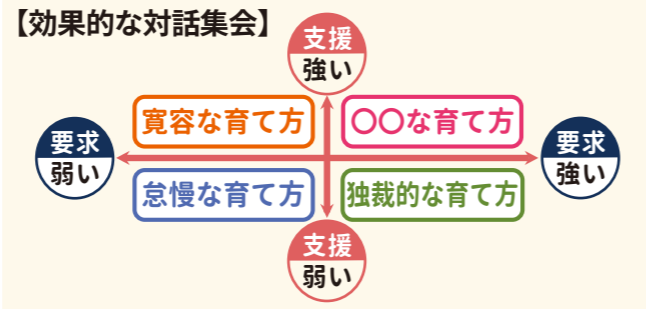 【効果的な対話集会】
支援
強い
寛容な育て方
〇〇な育て方
要求
弱い
要求
強い
怠慢な育て方
独裁的な育て方
支援
弱い